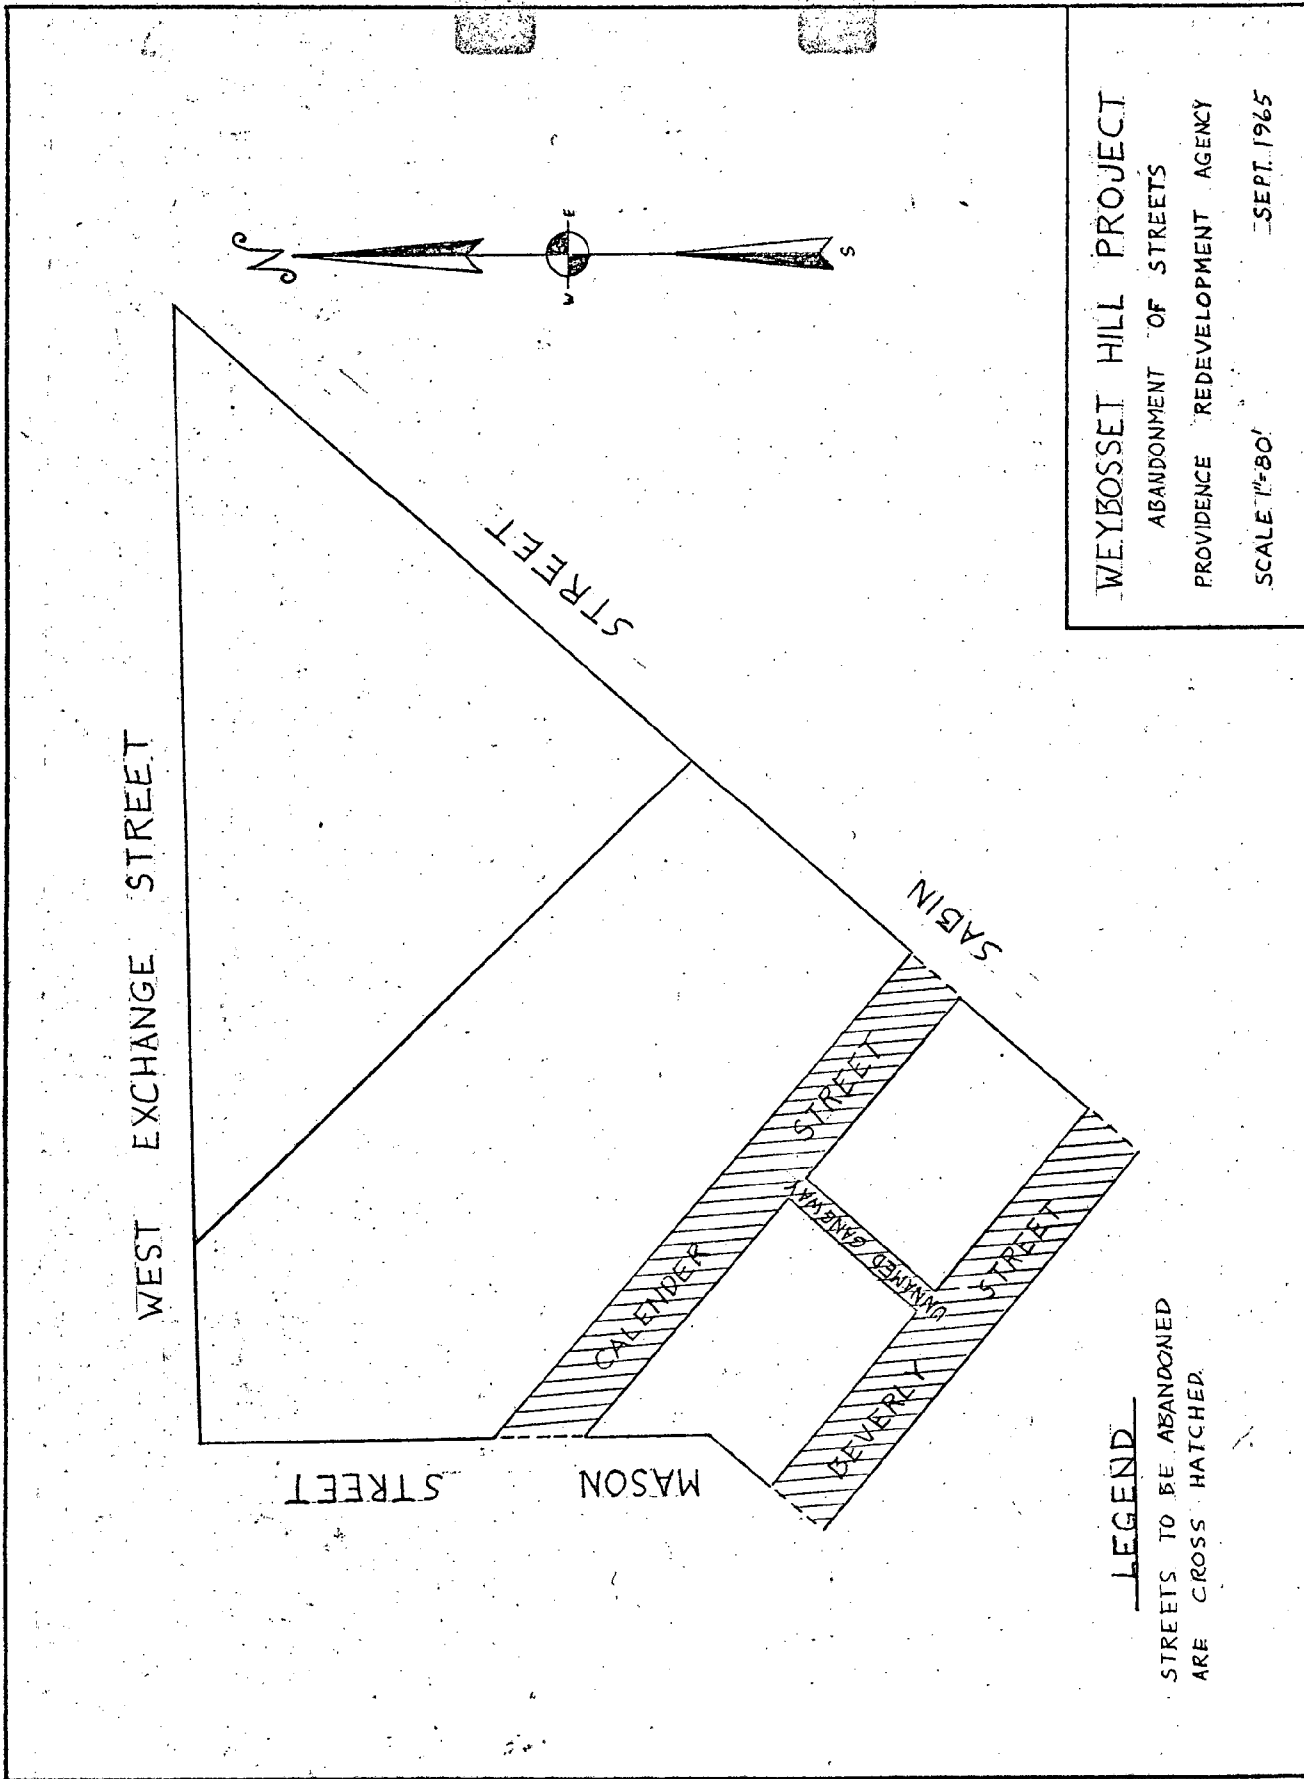 WEST EXCHANGE STREET
N
W
E
S
STREET
MASON
STREET
SABIN
CALENDER STREET
UNNAMED GANGWAY
BEVERLY STREET
LEGEND
STREETS TO BE ABANDONED
ARE CROSS HATCHED.
WEYBOSSET HILL PROJECT
ABANDONMENT OF STREETS
PROVIDENCE REDEVELOPMENT AGENCY
SCALE 1"=80' SEPT. 1965